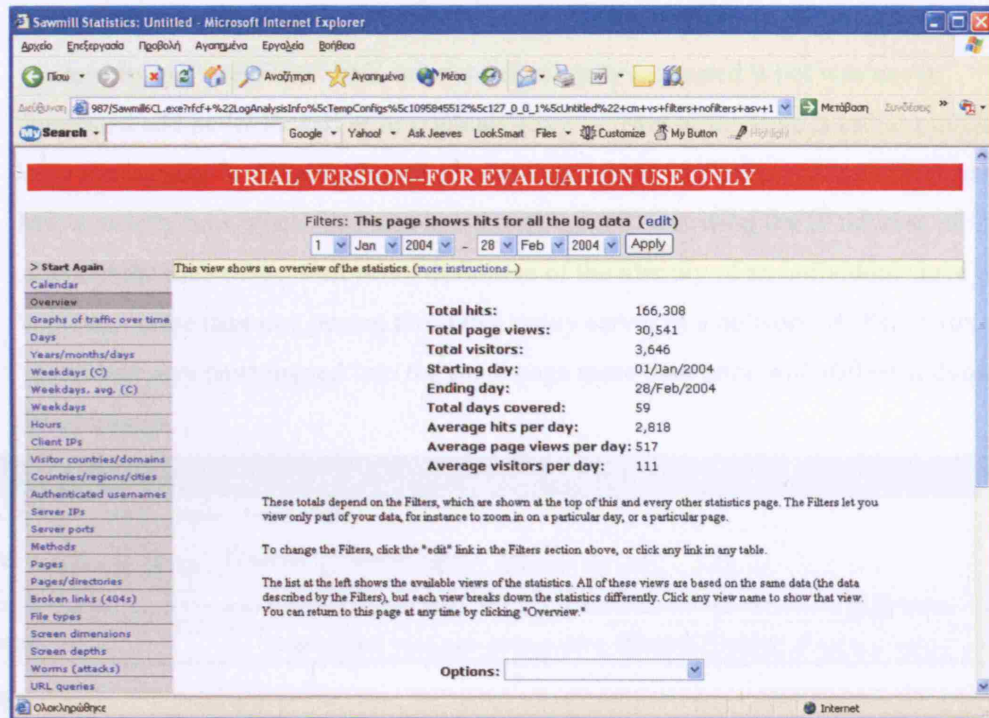 Sawmill Statistics: Untitled - Microsoft Internet Explorer
Αρχείο Επεξεργασία Προβολή Αγαπημένα Εργαλεία Βοήθεια
Πίσω Αναζήτηση Αγαπημένα Μέσα
Διεύθυνση 987/Sawmill6CL.exe?rfcf+%22LogAnalysisInfo%5cTempConfigs%5c1095845512%5c127_0_0_1%5cUntitled%22+cm+vs+filters+nofilters+asv+1 Μετάβαση Συνδέσεις »
My Search Google Yahoo! Ask Jeeves LookSmart Files Customize My Button Highlight
TRIAL VERSION--FOR EVALUATION USE ONLY
Filters: This page shows hits for all the log data (edit)
1 Jan 2004 - 28 Feb 2004 Apply
This view shows an overview of the statistics. (more instructions...)
> Start Again
Calendar
Overview
Graphs of traffic over time
Days
Years/months/days
Weekdays (C)
Weekdays, avg. (C)
Weekdays
Hours
Client IPs
Visitor countries/domains
Countries/regions/cities
Authenticated usernames
Server IPs
Server ports
Methods
Pages
Pages/directories
Broken links (404s)
File types
Screen dimensions
Screen depths
Worms (attacks)
URL queries
Total hits: 166,308
Total page views: 30,541
Total visitors: 3,646
Starting day: 01/Jan/2004
Ending day: 28/Feb/2004
Total days covered: 59
Average hits per day: 2,818
Average page views per day: 517
Average visitors per day: 111
These totals depend on the Filters, which are shown at the top of this and every other statistics page. The Filters let you
view only part of your data, for instance to zoom in on a particular day, or a particular page.
To change the Filters, click the "edit" link in the Filters section above, or click any link in any table.
The list at the left shows the available views of the statistics. All of these views are based on the same data (the data
described by the Filters), but each view breaks down the statistics differently. Click any view name to show that view.
You can return to this page at any time by clicking "Overview."
Options:
Ολοκληρώθηκε Internet